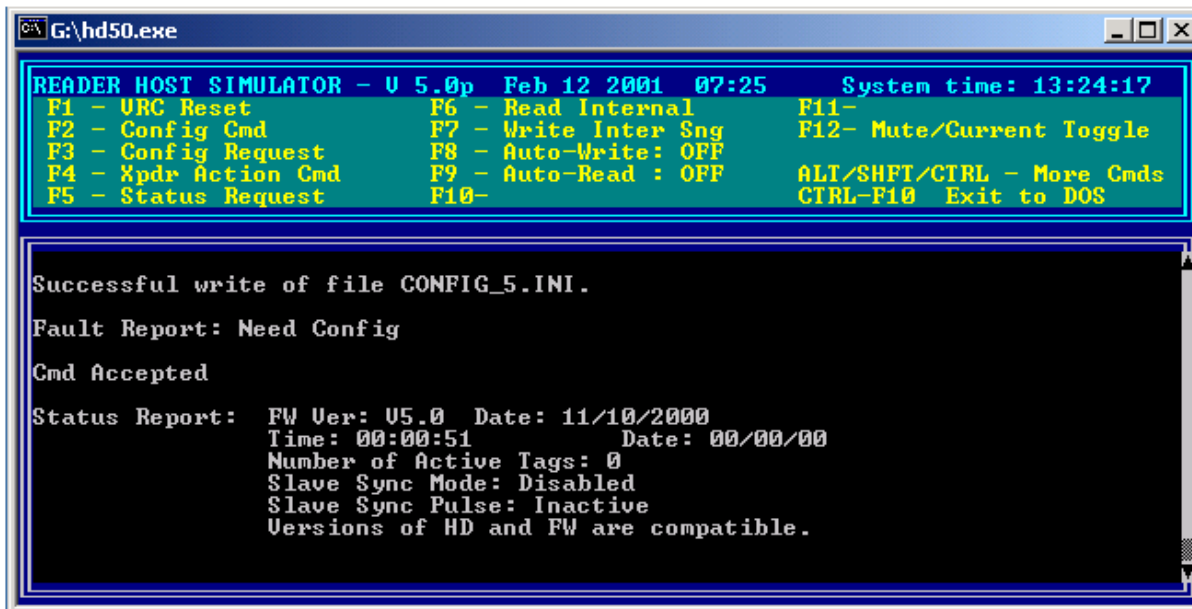 G:\hd50.exe
READER HOST SIMULATOR - V 5.0p Feb 12 2001 07:25 System time: 13:24:17
F1 - VRC Reset F6 - Read Internal F11-
F2 - Config Cmd F7 - Write Inter Sng F12- Mute/Current Toggle
F3 - Config Request F8 - Auto-Write: OFF
F4 - Xpdr Action Cmd F9 - Auto-Read : OFF ALT/SHFT/CTRL - More Cmds
F5 - Status Request F10- CTRL-F10 Exit to DOS
Successful write of file CONFIG_5.INI.
Fault Report: Need Config
Cmd Accepted
Status Report: FW Ver: V5.0 Date: 11/10/2000
Time: 00:00:51 Date: 00/00/00
Number of Active Tags: 0
Slave Sync Mode: Disabled
Slave Sync Pulse: Inactive
Versions of HD and FW are compatible.